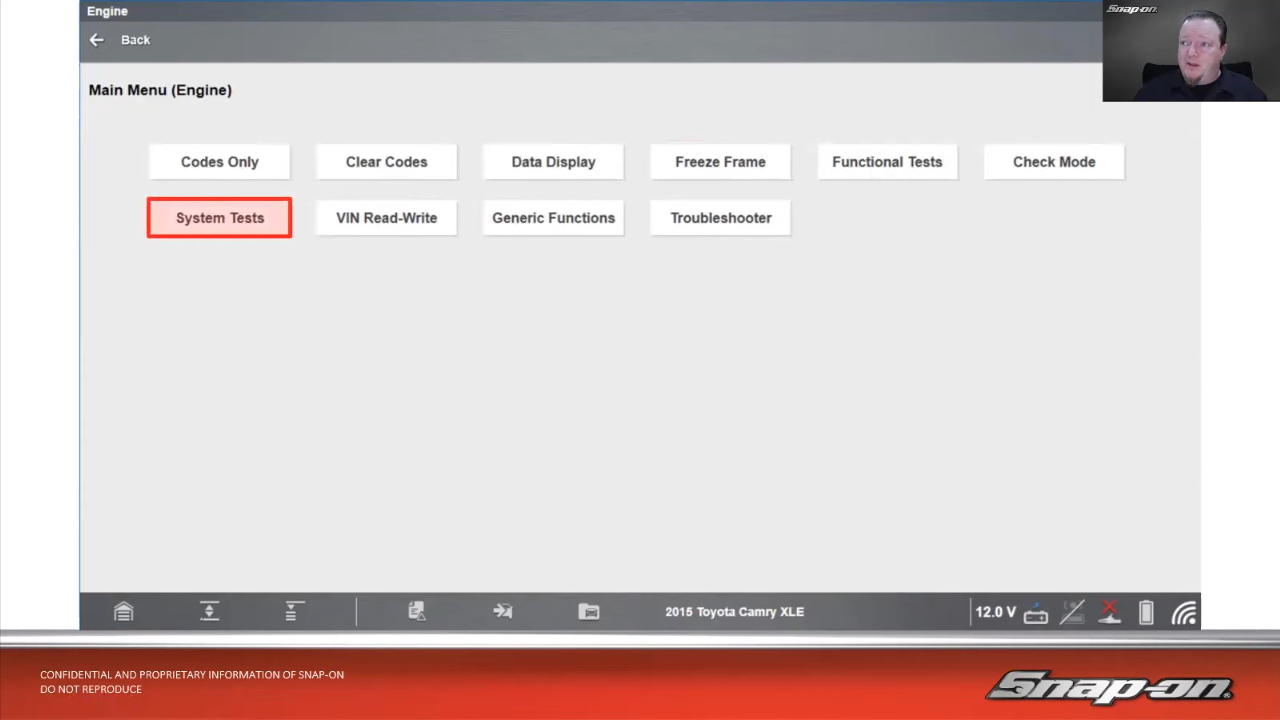 Engine
Back
Snap-on
Main Menu (Engine)
Codes Only
Clear Codes
Data Display
Freeze Frame
Functional Tests
Check Mode
System Tests
VIN Read-Write
Generic Functions
Troubleshooter
2015 Toyota Camry XLE
12.0 V
CONFIDENTIAL AND PROPRIETARY INFORMATION OF SNAP-ON
DO NOT REPRODUCE
Snap-on®